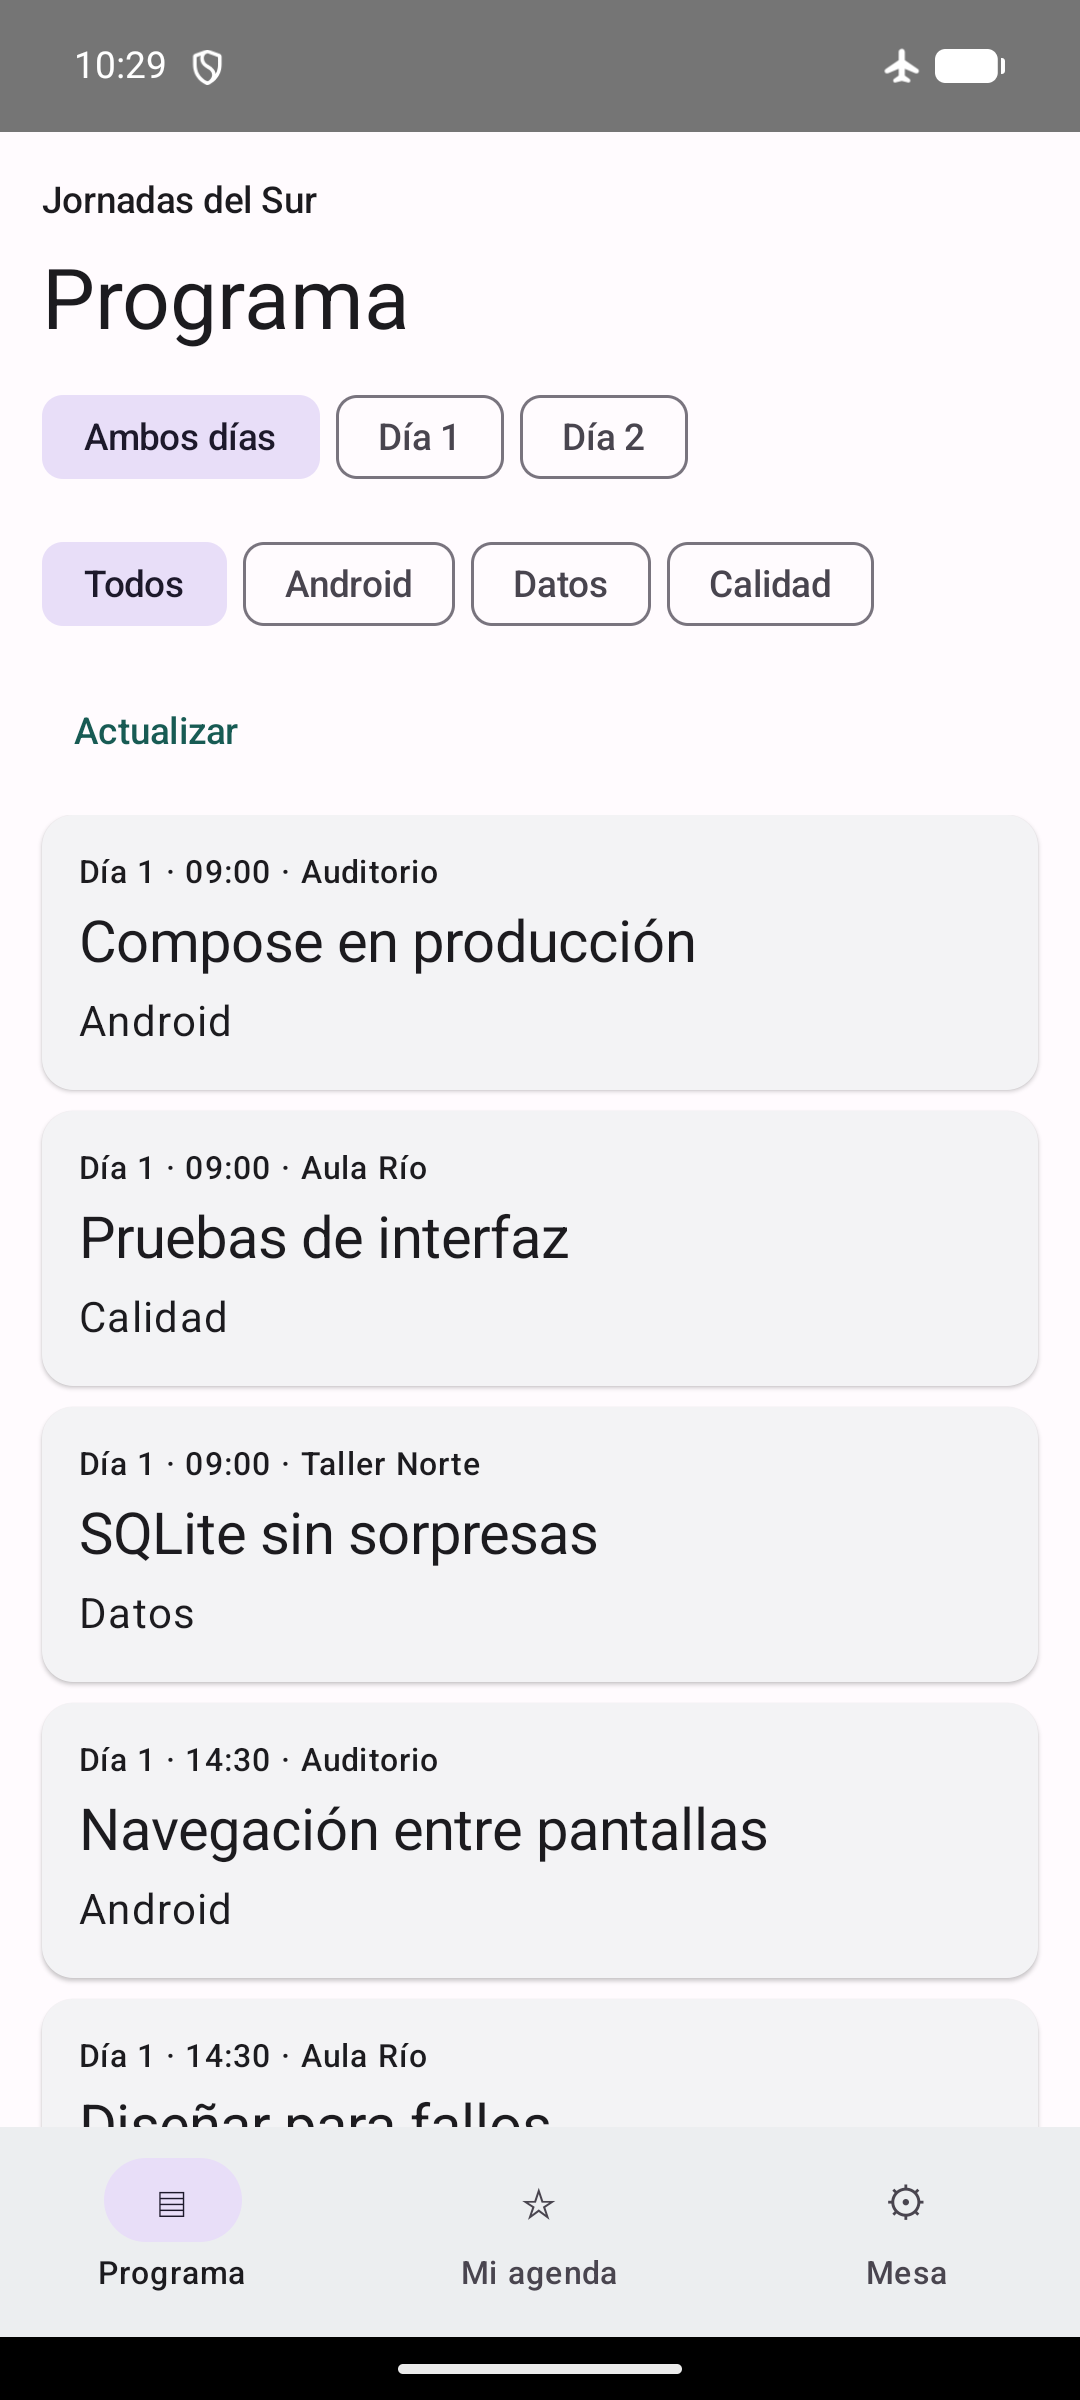 10:29
Jornadas del Sur
Programa
Ambos días
Día 1
Día 2
Todos
Android
Datos
Calidad
Actualizar
Día 1 · 09:00 · Auditorio
Compose en producción
Android
Día 1 · 09:00 · Aula Río
Pruebas de interfaz
Calidad
Día 1 · 09:00 · Taller Norte
SQLite sin sorpresas
Datos
Día 1 · 14:30 · Auditorio
Navegación entre pantallas
Android
Día 1 · 14:30 · Aula Río
Diseñar para fallos
Programa
Mi agenda
Mesa